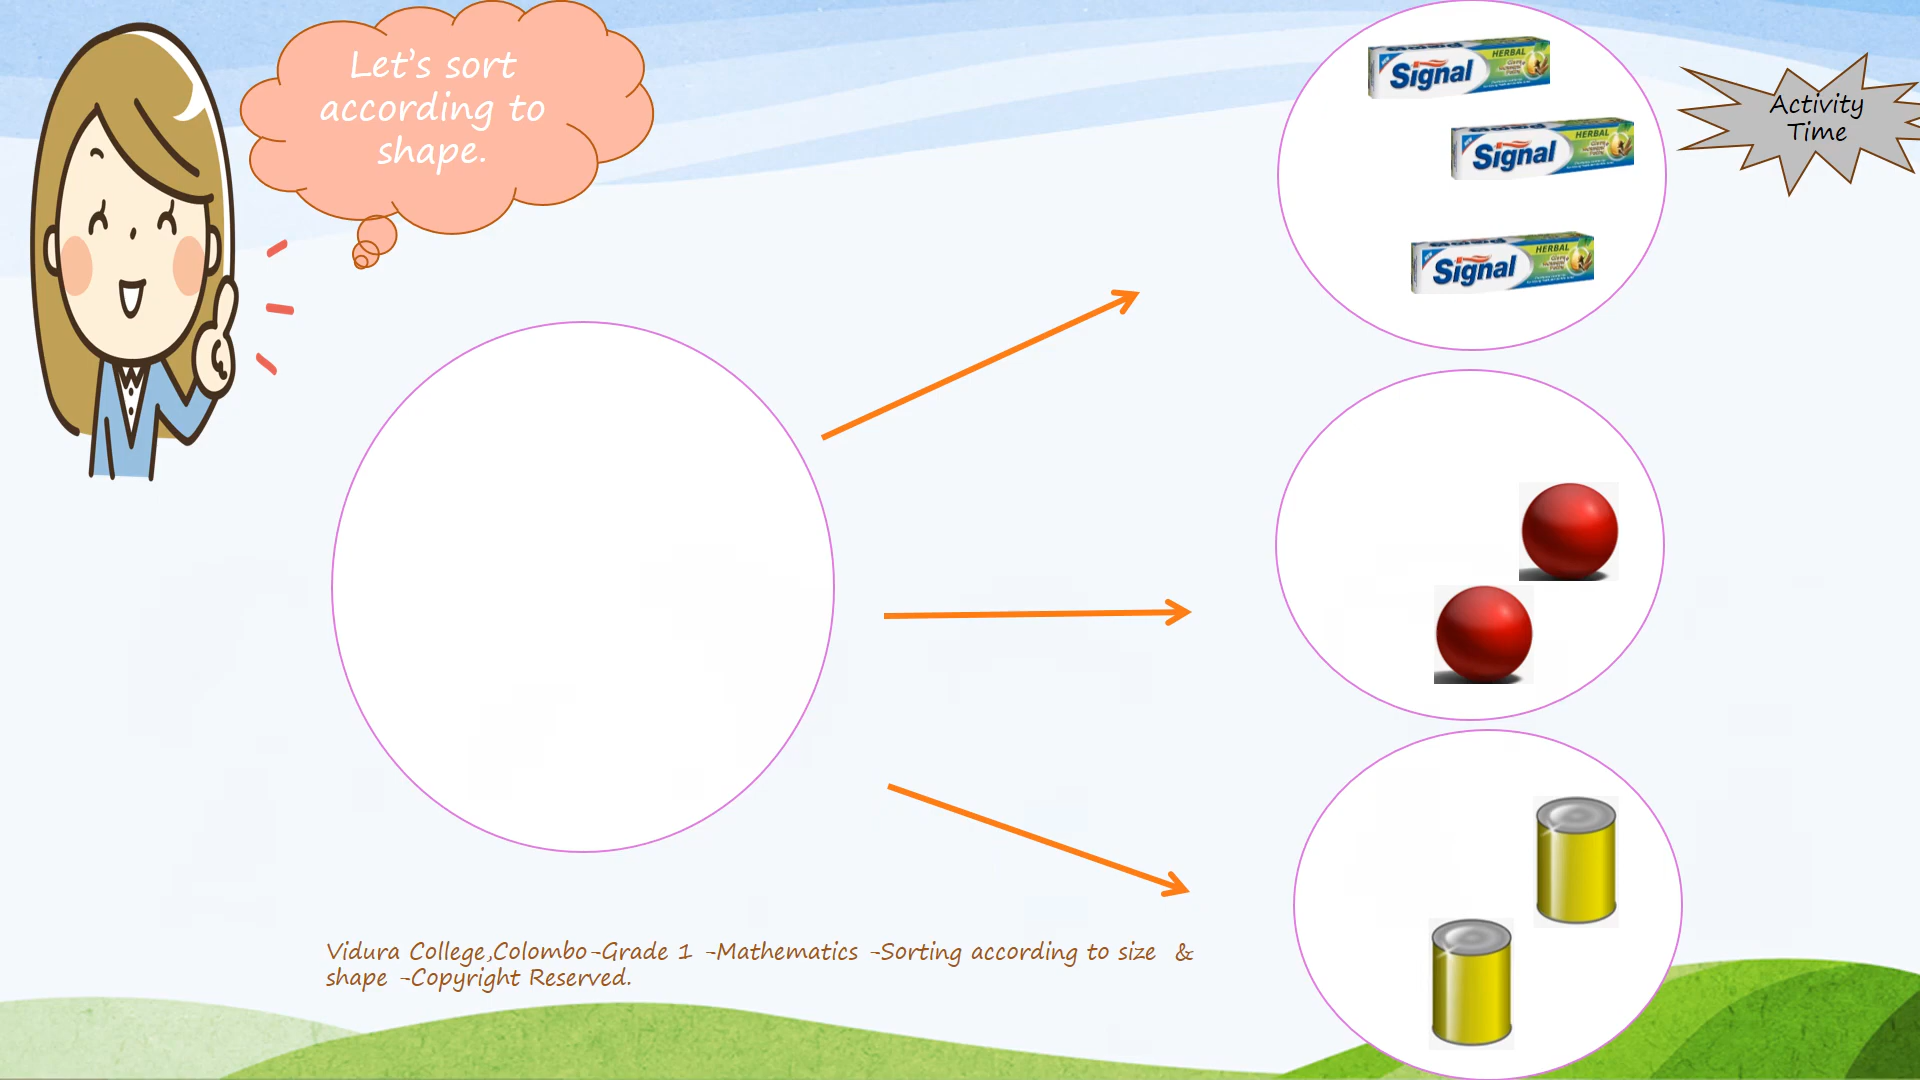 Let's sort
according to
shape.
Activity
Time
HERBAL
Signal
HERBAL
Signal
HERBAL
Signal
Vidura College,Colombo-Grade 1 -Mathematics -Sorting according to size &
shape -Copyright Reserved.